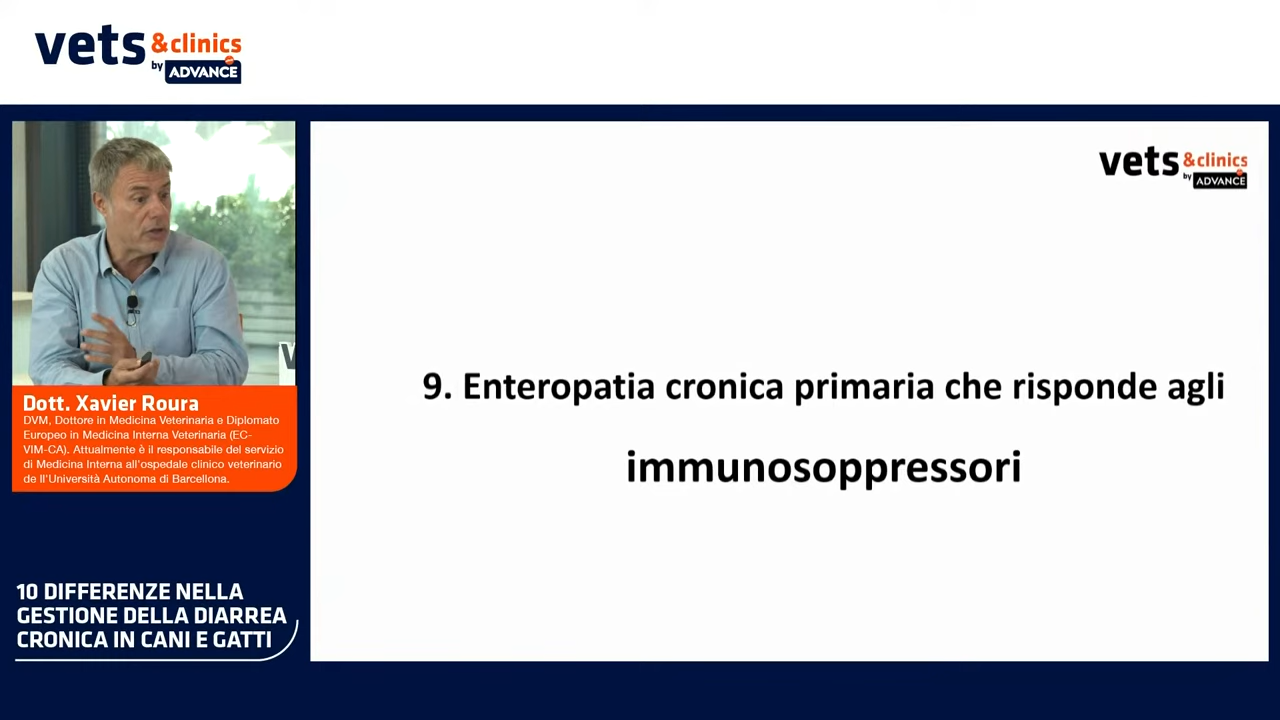 vets &clinics
by ADVANCE
vets &clinics
by ADVANCE
9. Enteropatia cronica primaria che risponde agli
immunosoppressori
Dott. Xavier Roura
DVM, Dottore in Medicina Veterinaria e Diplomato
Europeo in Medicina Interna Veterinaria (EC-
VIM-CA). Attualmente è il responsabile del servizio
di Medicina Interna all'ospedale clinico veterinario
de ll'Università Autonoma di Barcellona.
10 DIFFERENZE NELLA
GESTIONE DELLA DIARREA
CRONICA IN CANI E GATTI